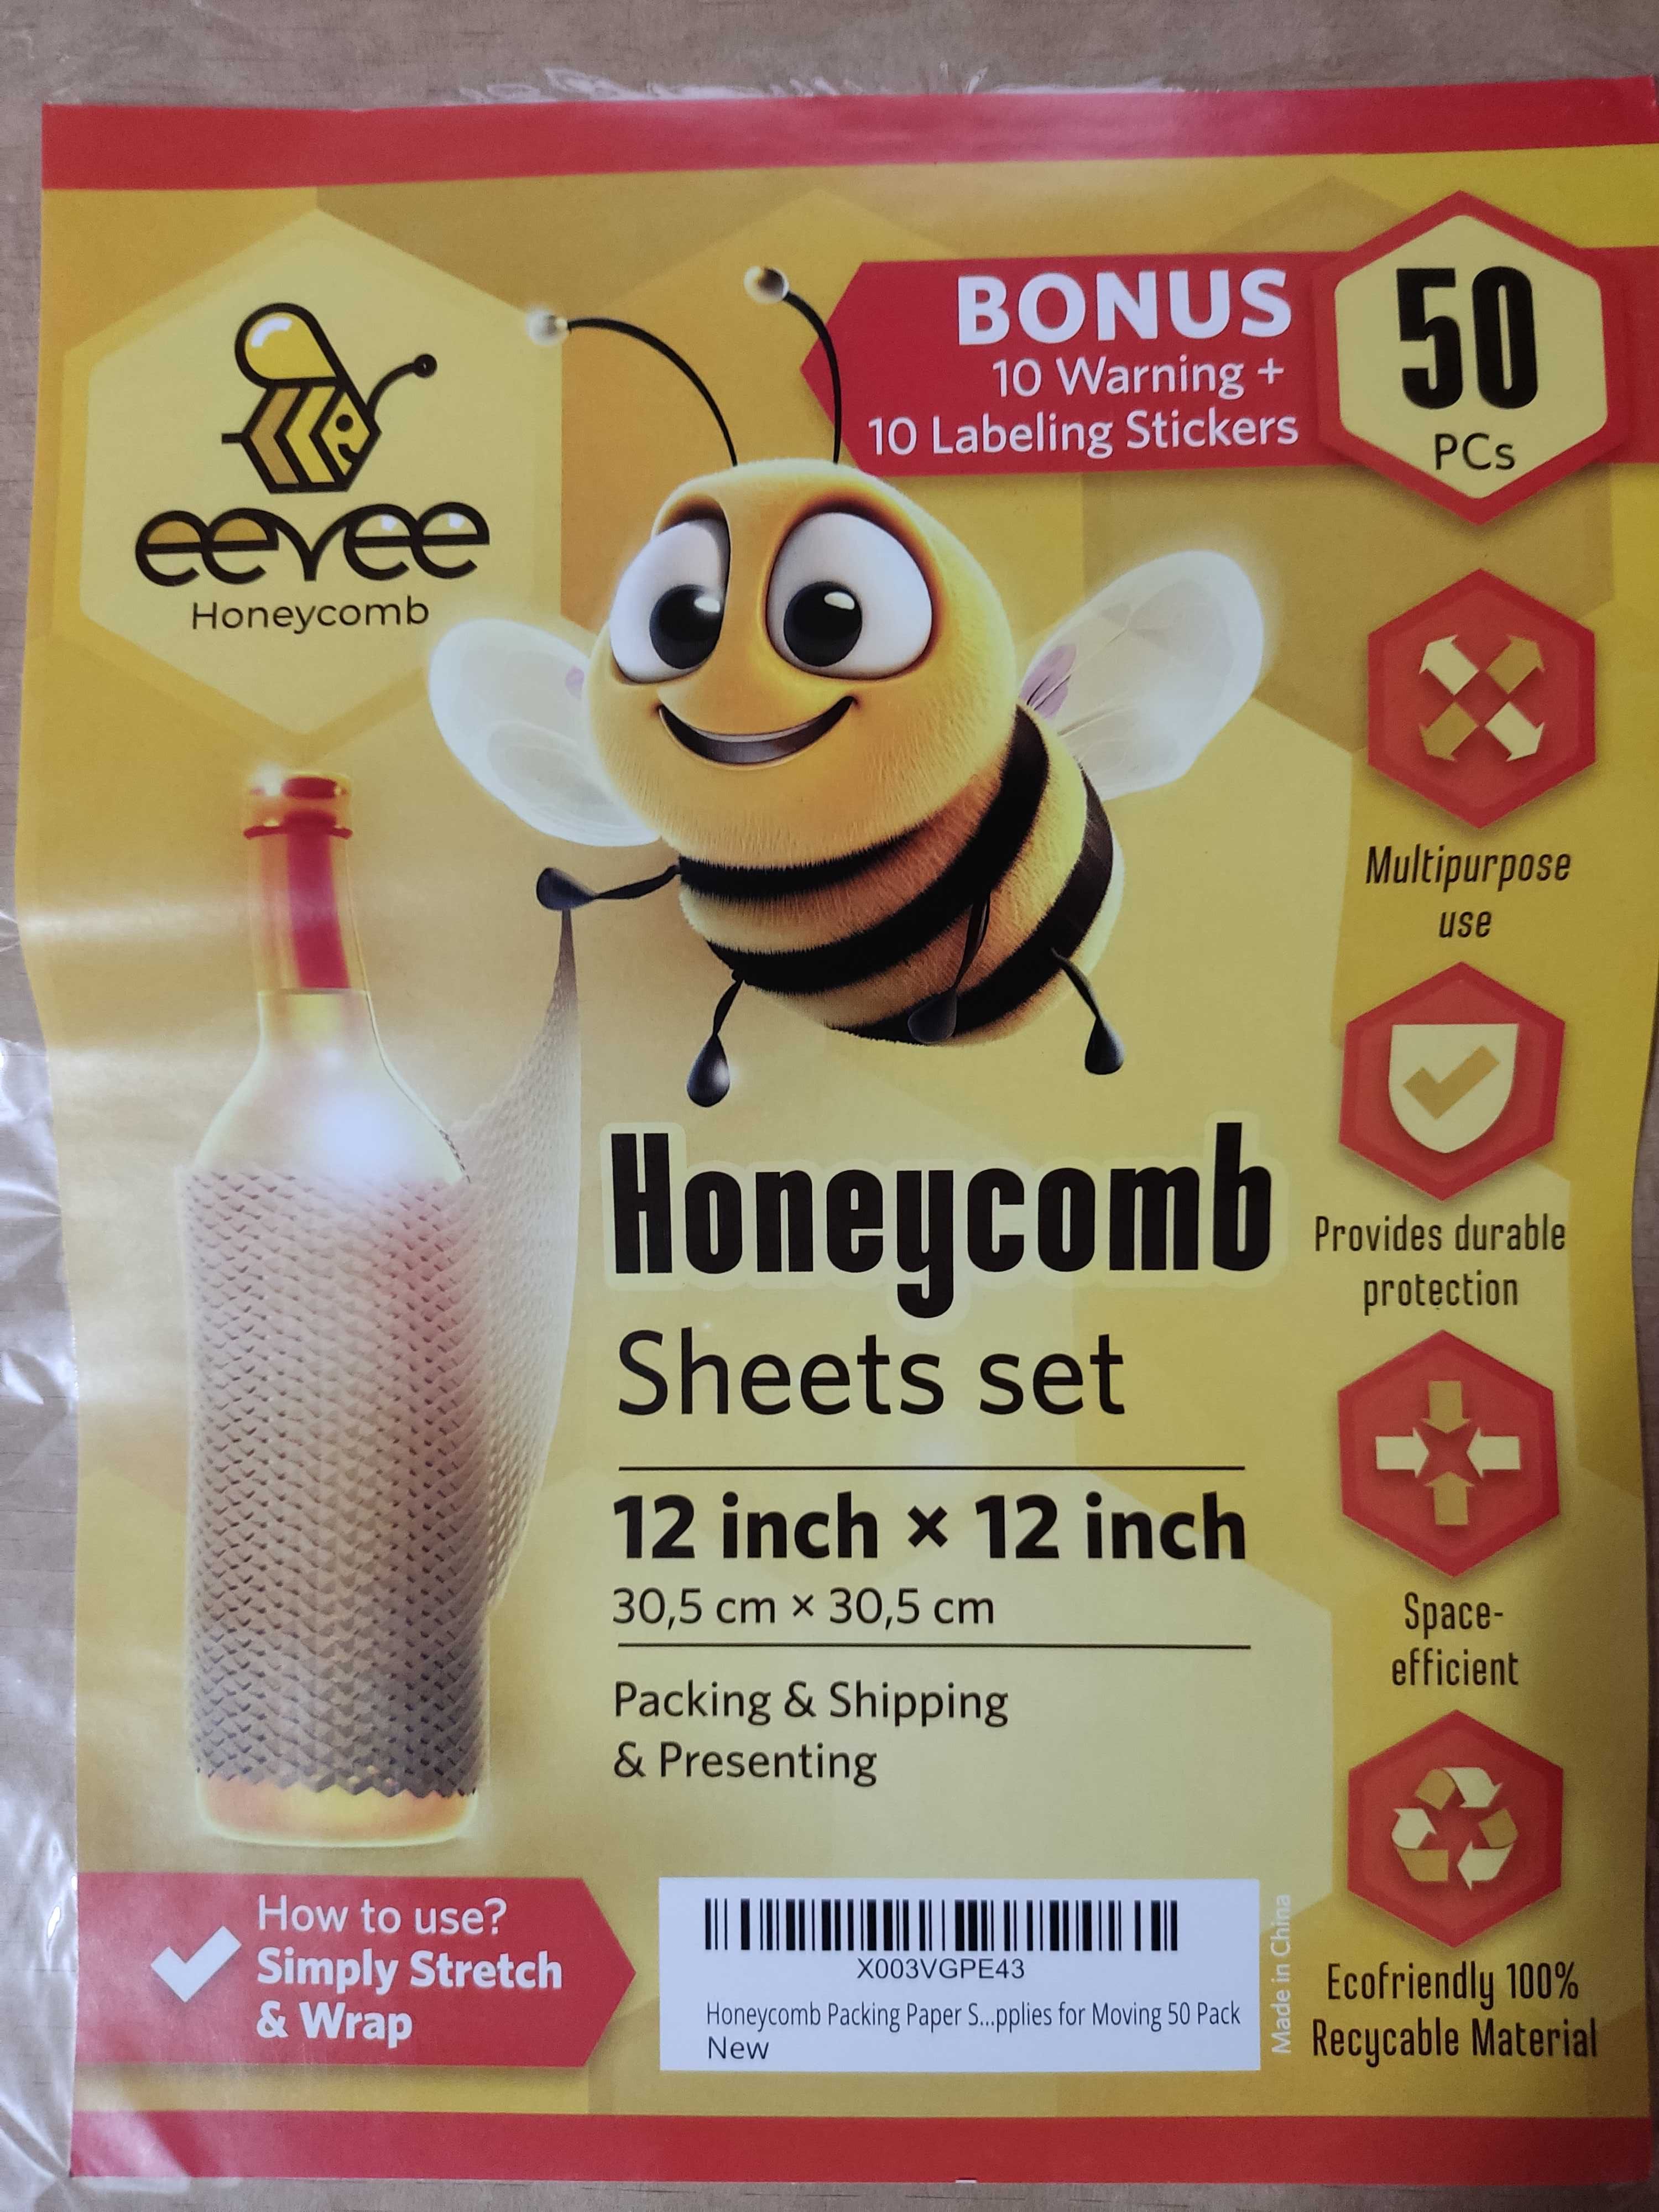 eevee
Honeycomb
BONUS
10 Warning +
10 Labeling Stickers
50
PCs
Multipurpose
use
Provides durable
protection
Space-
efficient
Ecofriendly 100%
Recycable Material
Honeycomb
Sheets set
12 inch × 12 inch
30,5 cm × 30,5 cm
Packing & Shipping
& Presenting
How to use?
Simply Stretch
& Wrap
X003VGPE43
Honeycomb Packing Paper S...pplies for Moving 50 Pack
New
Made in China